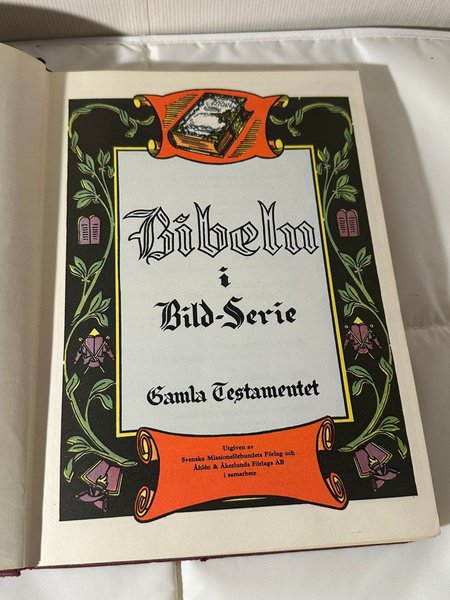 Bibeln
i
Bild-Serie
Gamla Testamentet
Utgiven av
Svenska Missionsförbundets Förlag och
Åhlén & Åkerlunds Förlags AB
i samarbete